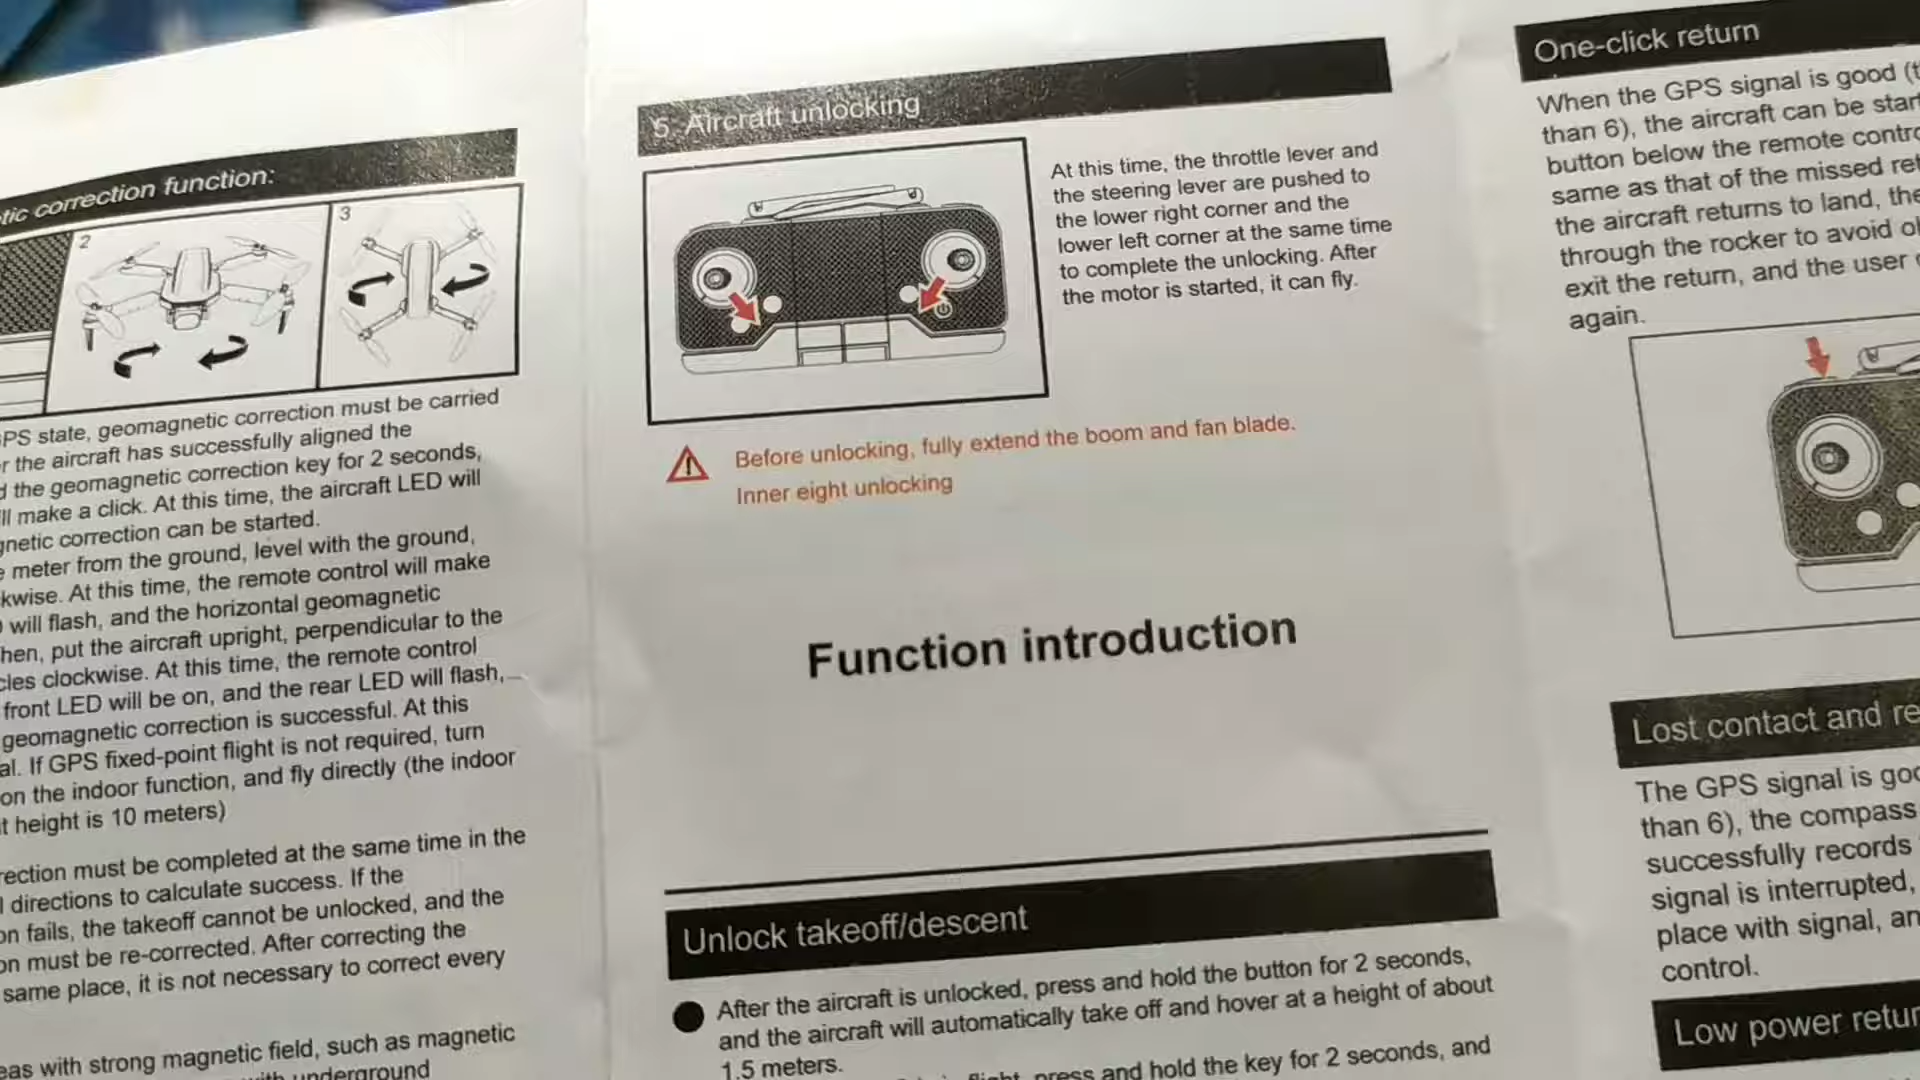 tic correction function:
2
3
PS state, geomagnetic correction must be carried
r the aircraft has successfully aligned the
the geomagnetic correction key for 2 seconds,
ll make a click. At this time, the aircraft LED will
gnetic correction can be started.
e meter from the ground, level with the ground,
kwise. At this time, the remote control will make
will flash, and the horizontal geomagnetic
hen, put the aircraft upright, perpendicular to the
cles clockwise. At this time, the remote control
front LED will be on, and the rear LED will flash,
geomagnetic correction is successful. At this
al. If GPS fixed-point flight is not required, turn
on the indoor function, and fly directly (the indoor
t height is 10 meters)
rection must be completed at the same time in the
l directions to calculate success. If the
on fails, the takeoff cannot be unlocked, and the
on must be re-corrected. After correcting the
same place, it is not necessary to correct every
eas with strong magnetic field, such as magnetic
underground
5. Aircraft unlocking
At this time, the throttle lever and
the steering lever are pushed to
the lower right corner and the
lower left corner at the same time
to complete the unlocking. After
the motor is started, it can fly.
Before unlocking, fully extend the boom and fan blade.
Inner eight unlocking
Function introduction
Unlock takeoff/descent
After the aircraft is unlocked, press and hold the button for 2 seconds,
and the aircraft will automatically take off and hover at a height of about
1.5 meters.
press and hold the key for 2 seconds, and
One-click return
When the GPS signal is good (t
than 6), the aircraft can be star
button below the remote contro
same as that of the missed ret
the aircraft returns to land, the
through the rocker to avoid o
exit the return, and the user
again.
Lost contact and re
The GPS signal is goo
than 6), the compass
successfully records
signal is interrupted,
place with signal, an
control.
Low power retur